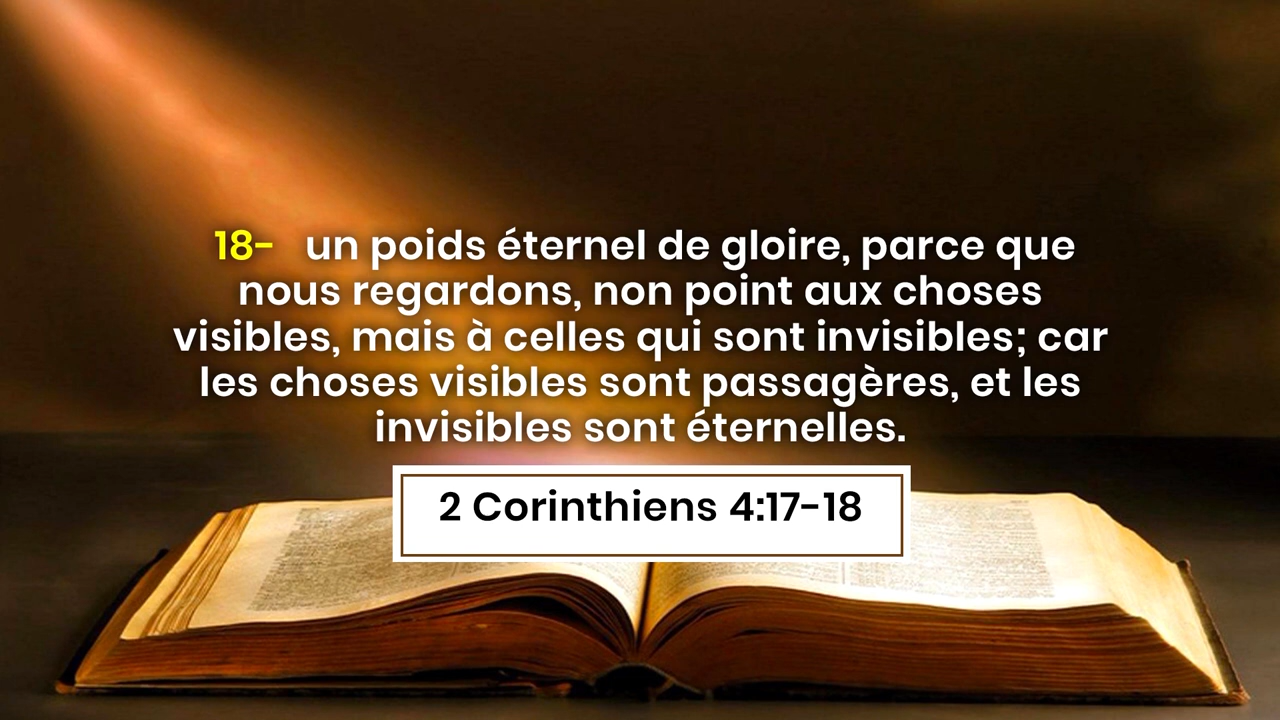 18- un poids éternel de gloire, parce que
nous regardons, non point aux choses
visibles, mais à celles qui sont invisibles; car
les choses visibles sont passagères, et les
invisibles sont éternelles.
2 Corinthiens 4:17-18